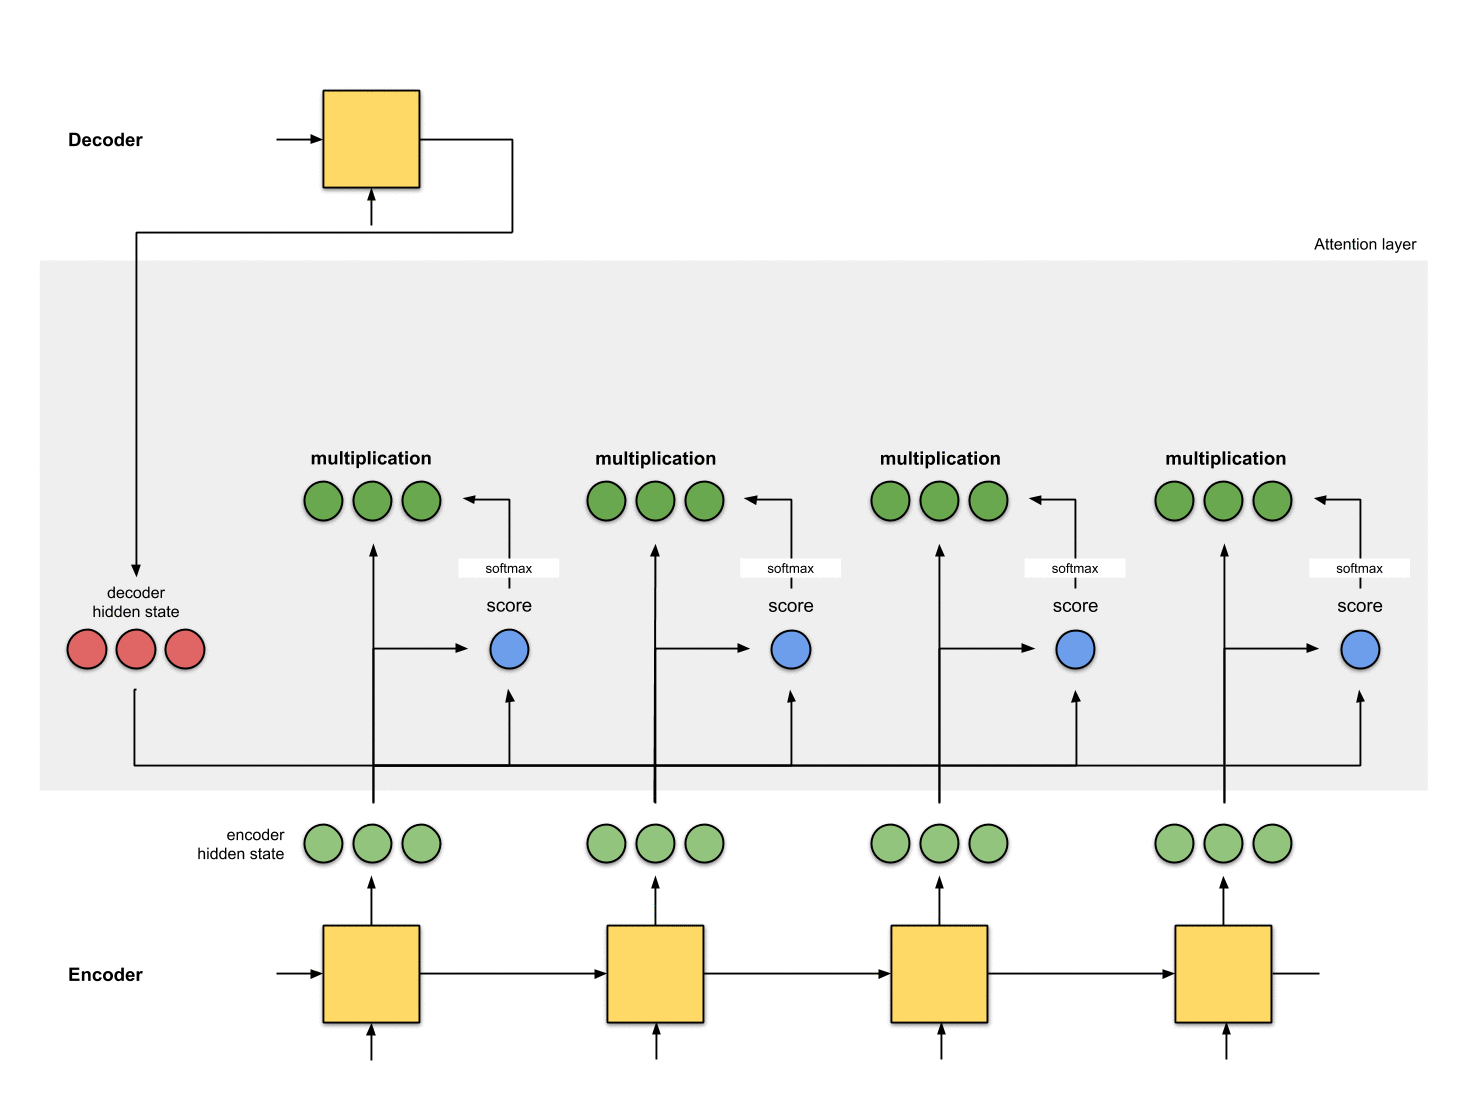 Decoder
Attention layer
multiplication
multiplication
multiplication
multiplication
softmax
softmax
softmax
softmax
decoder
hidden state
score
score
score
score
encoder
hidden state
Encoder